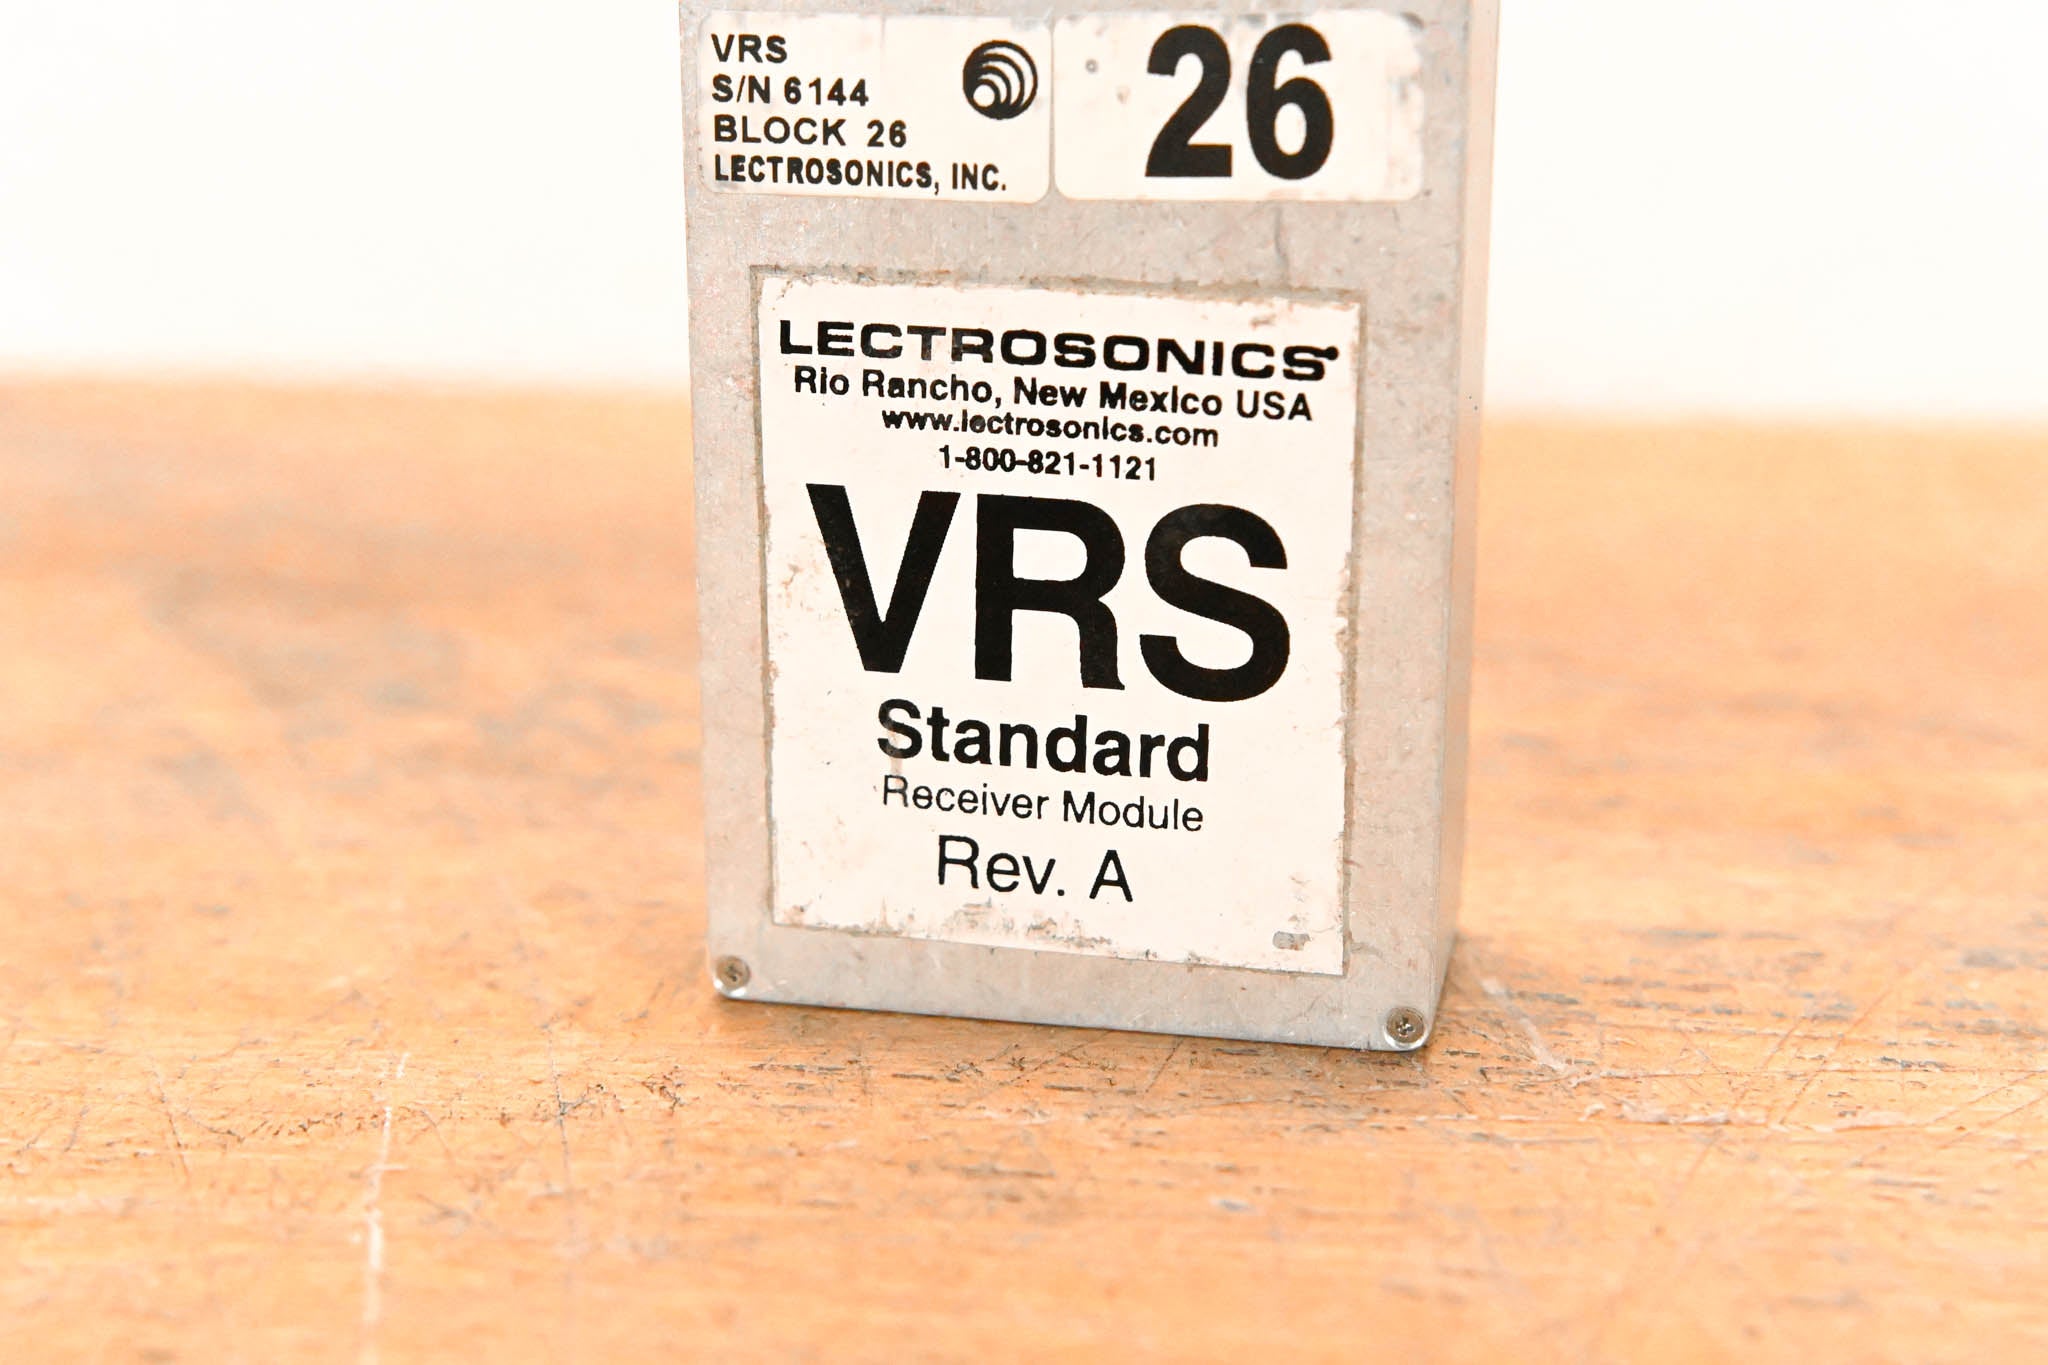 VRS
S/N 6144
BLOCK 26
LECTROSONICS, INC.
26
LECTROSONICS
Rio Rancho, New Mexico USA
www.lectrosonics.com
1-800-821-1121
VRS
Standard
Receiver Module
Rev. A